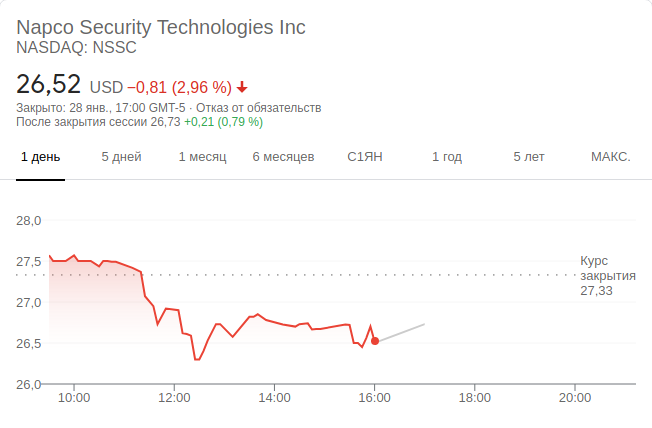 Napco Security Technologies Inc
NASDAQ: NSSC
26,52 USD −0,81 (2,96 %)
Закрыто: 28 янв., 17:00 GMT-5 · Отказ от обязательств
После закрытия сессии 26,73 +0,21 (0,79 %)
1 день 5 дней 1 месяц 6 месяцев С1ЯН 1 год 5 лет МАКС.
28,0
27,5
27,0
26,5
26,0
Курс
закрытия
27,33
10:00 12:00 14:00 16:00 18:00 20:00